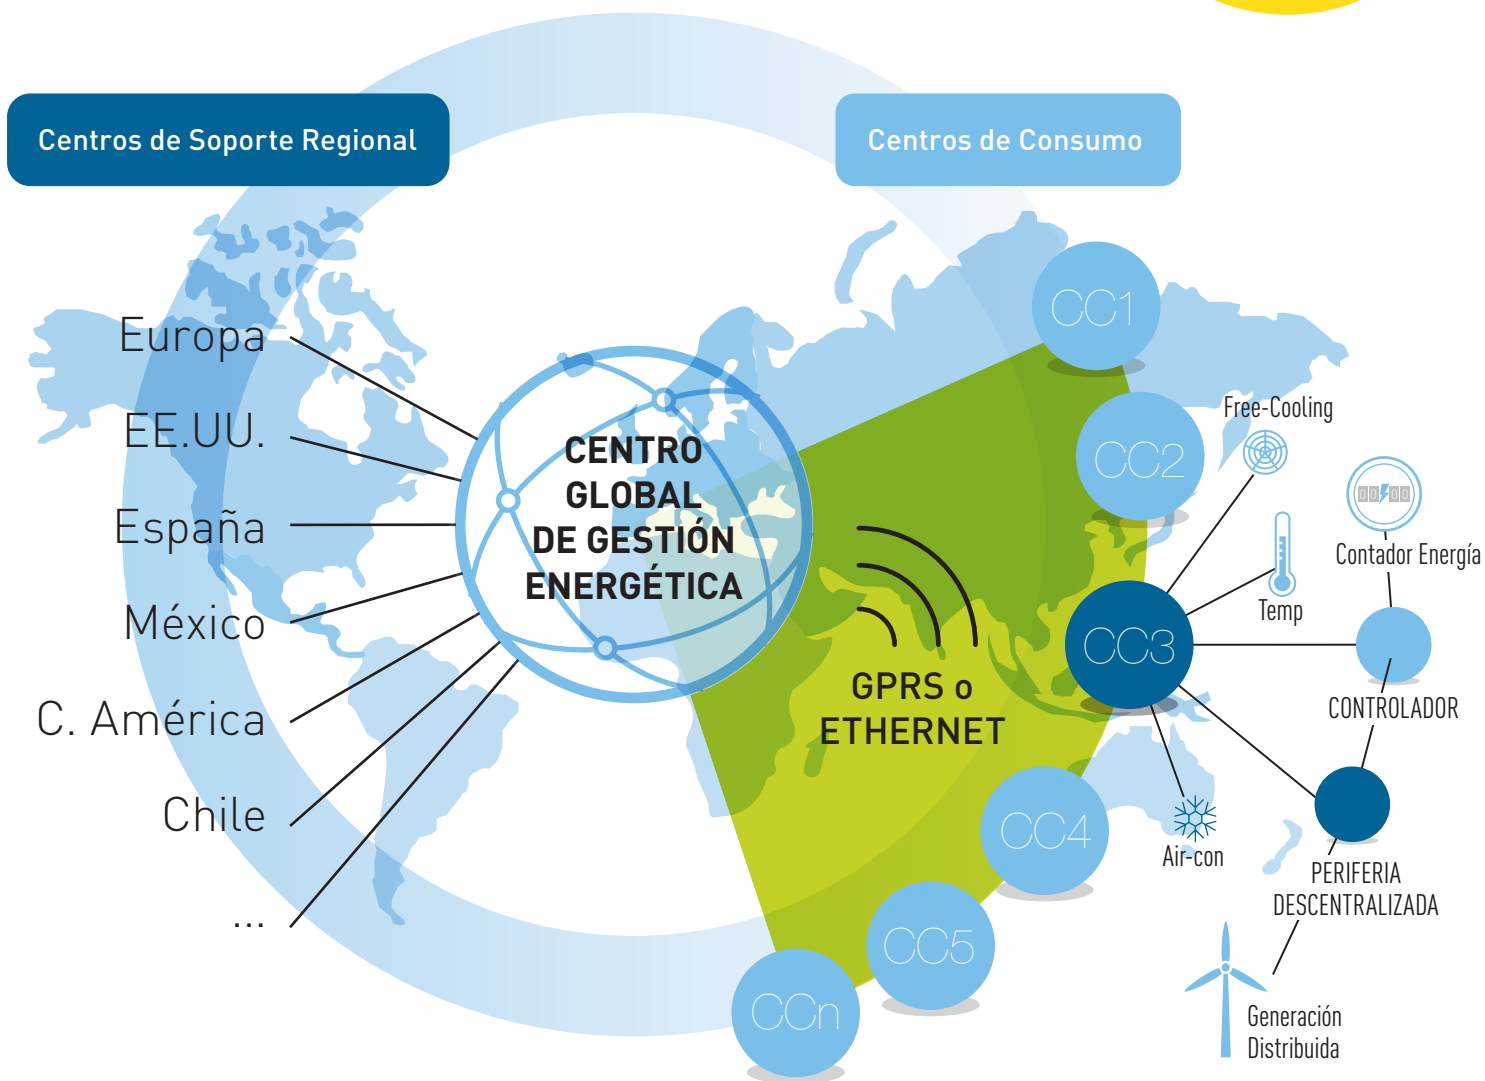 Centros de Soporte Regional
Centros de Consumo
Europa
EE.UU.
España
México
C. América
Chile
...
CENTRO
GLOBAL
DE GESTIÓN
ENERGÉTICA
GPRS o
ETHERNET
CC1
CC2
CC3
CC4
CC5
CCn
Free-Cooling
Temp
00 00
Contador Energía
CONTROLADOR
Air-con
PERIFERIA
DESCENTRALIZADA
Generación
Distribuida